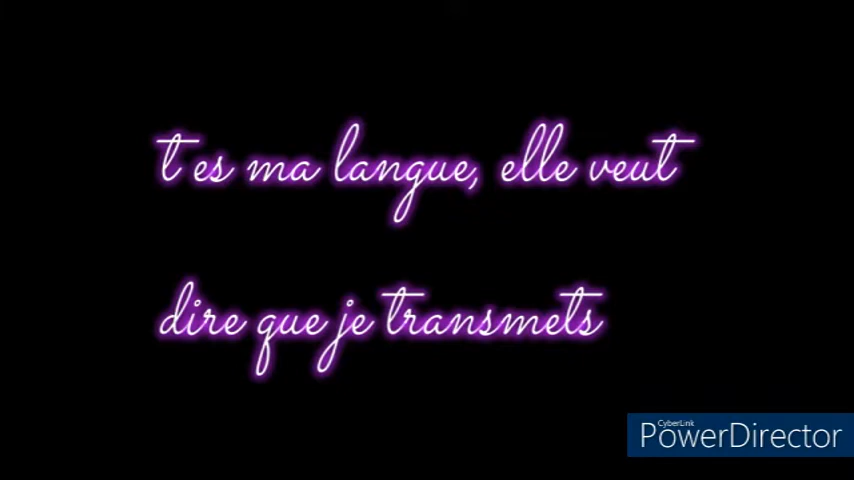 t es ma langue, elle veut
dire que je transmets
CyberLink
PowerDirector